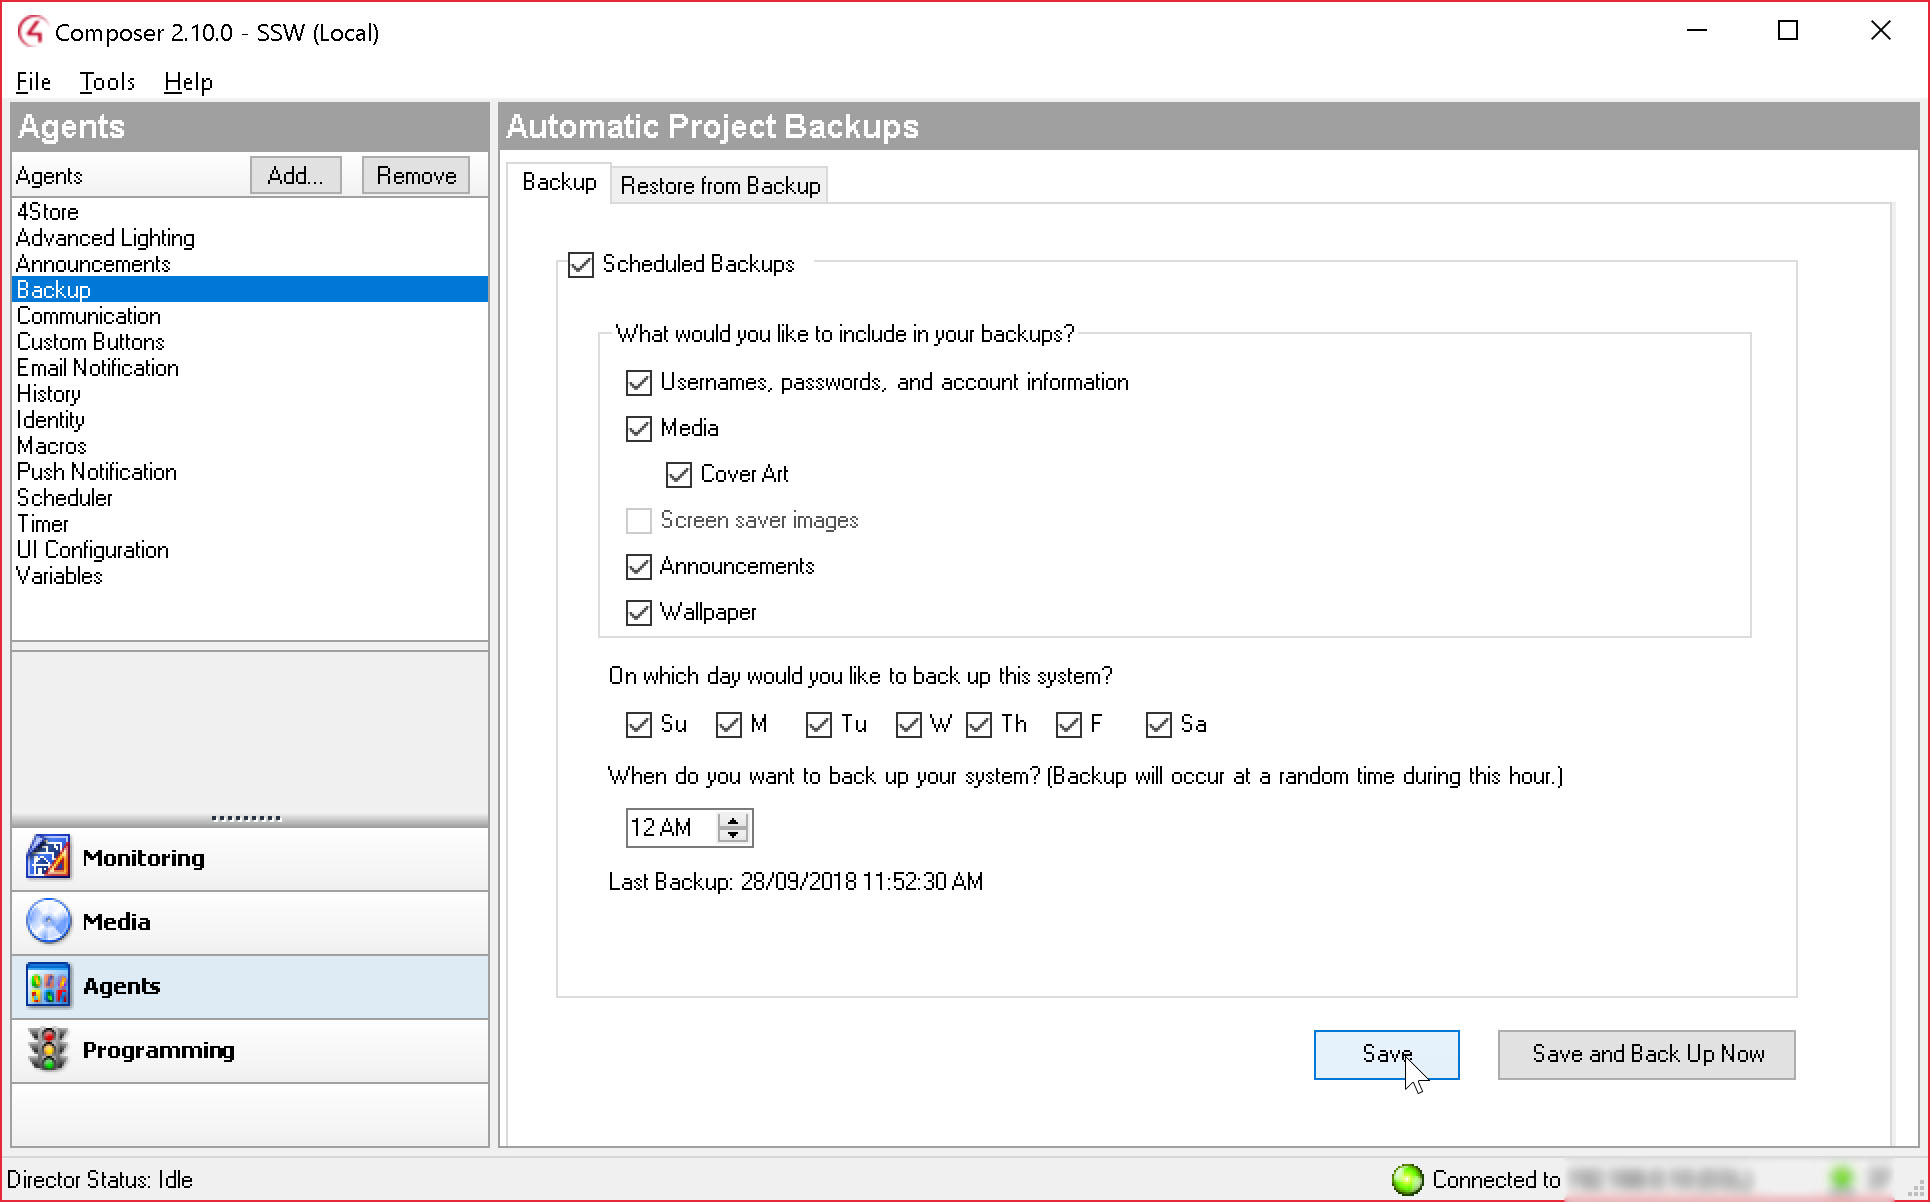 Composer 2.10.0 - SSW (Local)
File Tools Help
Agents
Agents Add... Remove
4Store
Advanced Lighting
Announcements
Backup
Communication
Custom Buttons
Email Notification
History
Identity
Macros
Push Notification
Scheduler
Timer
UI Configuration
Variables
Monitoring
Media
Agents
Programming
Automatic Project Backups
Backup Restore from Backup
Scheduled Backups
What would you like to include in your backups?
Usernames, passwords, and account information
Media
Cover Art
Screen saver images
Announcements
Wallpaper
On which day would you like to back up this system?
Su M Tu W Th F Sa
When do you want to back up your system? (Backup will occur at a random time during this hour.)
12 AM
Last Backup: 28/09/2018 11:52:30 AM
Save Save and Back Up Now
Director Status: Idle Connected to